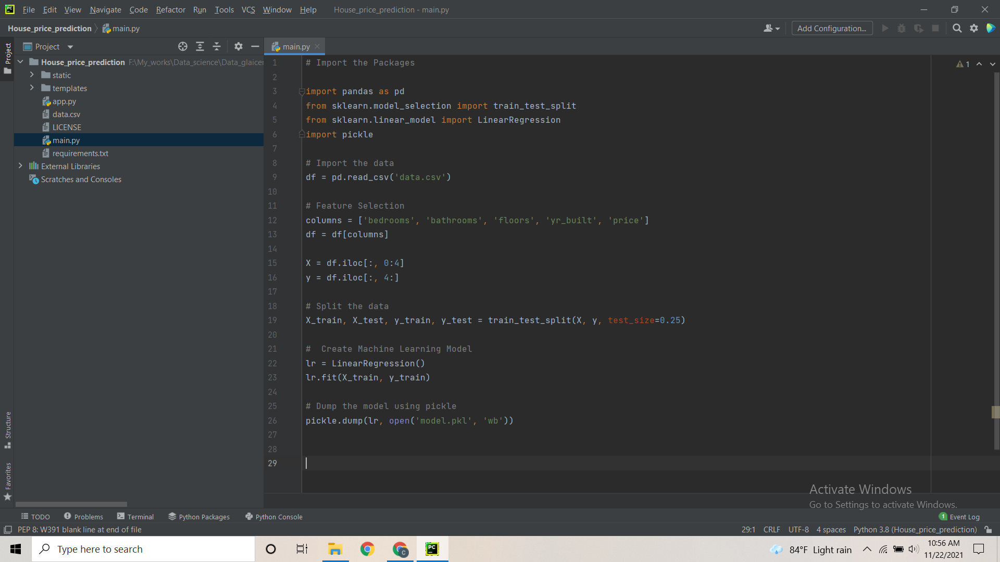 File Edit View Navigate Code Refactor Run Tools VCS Window Help House_price_prediction - main.py
House_price_prediction main.py Add Configuration...
Project
Project
main.py
House_price_prediction F:\My_works\Data_science\Data_glaicer
static
templates
app.py
data.csv
LICENSE
main.py
requirements.txt
External Libraries
Scratches and Consoles
1 # Import the Packages
2
3 import pandas as pd
4 from sklearn.model_selection import train_test_split
5 from sklearn.linear_model import LinearRegression
6 import pickle
7
8 # Import the data
9 df = pd.read_csv('data.csv')
10
11 # Feature Selection
12 columns = ['bedrooms', 'bathrooms', 'floors', 'yr_built', 'price']
13 df = df[columns]
14
15 X = df.iloc[:, 0:4]
16 y = df.iloc[:, 4:]
17
18 # Split the data
19 X_train, X_test, y_train, y_test = train_test_split(X, y, test_size=0.25)
20
21 #  Create Machine Learning Model
22 lr = LinearRegression()
23 lr.fit(X_train, y_train)
24
25 # Dump the model using pickle
26 pickle.dump(lr, open('model.pkl', 'wb'))
27
28
29
1
Structure
Favorites
Activate Windows
Go to Settings to activate Windows.
TODO Problems Terminal Python Packages Python Console 1 Event Log
PEP 8: W391 blank line at end of file 29:1 CRLF UTF-8 4 spaces Python 3.8 (House_price_prediction)
Type here to search
PC
C
84°F Light rain
10:56 AM
11/22/2021